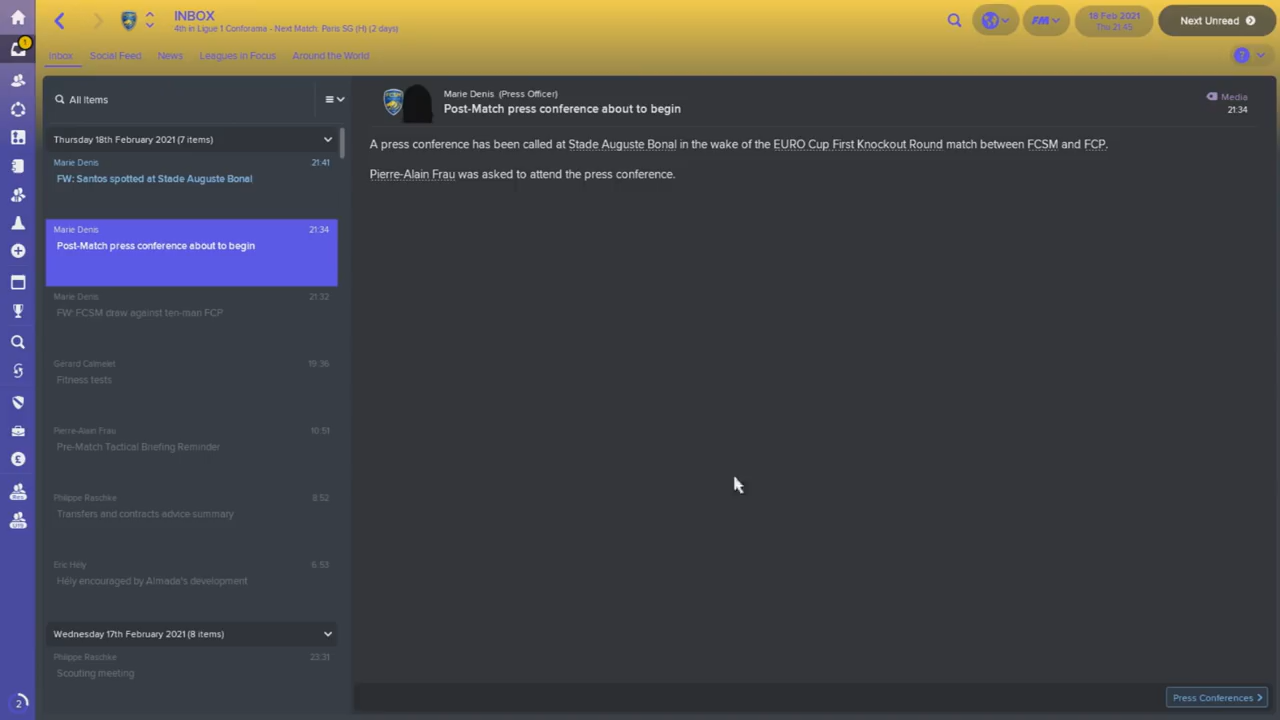 INBOX
4th in Ligue 1 Conforama - Next Match: Paris SG (H) (2 days)
FM
18 Feb 2021
Thu 21:45
Next Unread
1
Inbox
Social Feed
News
Leagues in Focus
Around the World
?
All Items
Thursday 18th February 2021 (7 items)
Marie Denis 21:41
FW: Santos spotted at Stade Auguste Bonal
Marie Denis 21:34
Post-Match press conference about to begin
Marie Denis 21:32
FW: FCSM draw against ten-man FCP
Gérard Calmelet 19:36
Fitness tests
Pierre-Alain Frau 10:51
Pre-Match Tactical Briefing Reminder
Philippe Raschke 8:52
Transfers and contracts advice summary
Eric Hély 6:53
Hély encouraged by Almada's development
Wednesday 17th February 2021 (8 items)
Philippe Raschke 23:31
Scouting meeting
Marie Denis (Press Officer)
Post-Match press conference about to begin
Media
21:34
A press conference has been called at Stade Auguste Bonal in the wake of the EURO Cup First Knockout Round match between FCSM and FCP.
Pierre-Alain Frau was asked to attend the press conference.
Press Conferences
Res
U19
2